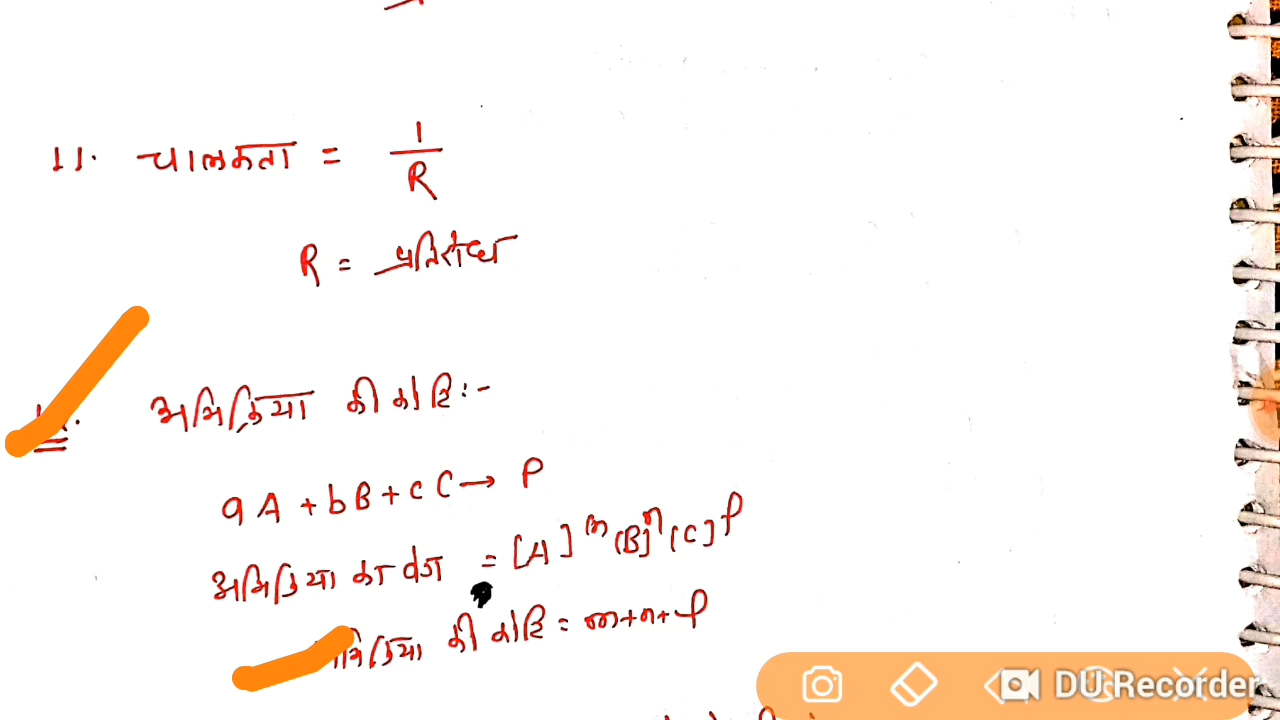 11. चालकता = 1/R
R = प्रतिरोध
अभिक्रिया की कोटि :-
aA + bB + cC → P
अभिक्रिया का वेग = [A]^m [B]^n [C]^p
की कोटि = m+n+p
DU Recorder